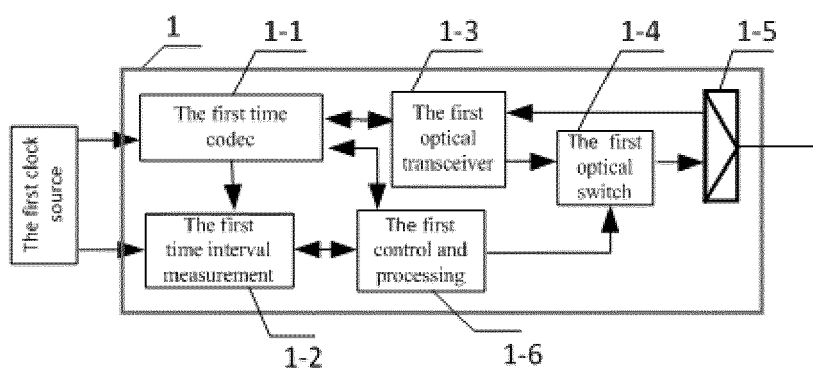 1
1-1
1-3
1-4
1-5
The first clock
source
The first time
codec
The first
optical
transceiver
The first
optical
switch
The first
time interval
measurement
The first
control and
processing
1-2
1-6